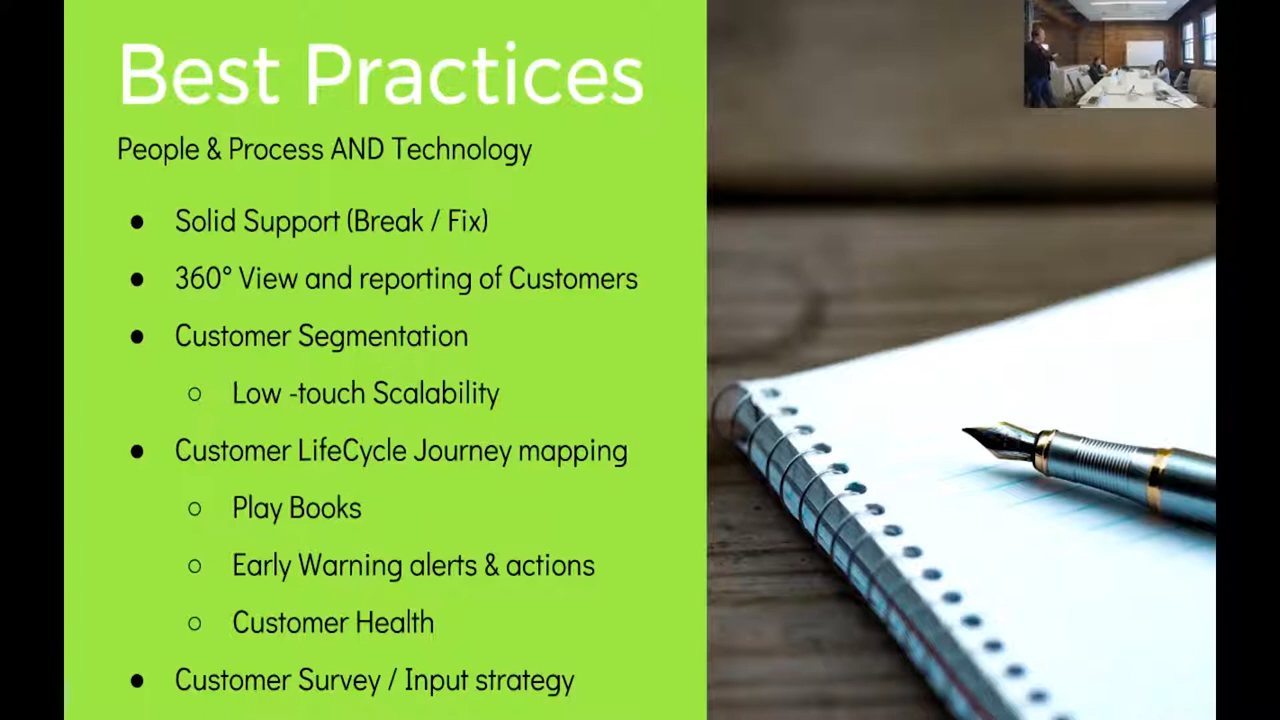 Best Practices
People & Process AND Technology
● Solid Support (Break / Fix)
● 360° View and reporting of Customers
● Customer Segmentation
○ Low -touch Scalability
● Customer LifeCycle Journey mapping
○ Play Books
○ Early Warning alerts & actions
○ Customer Health
● Customer Survey / Input strategy